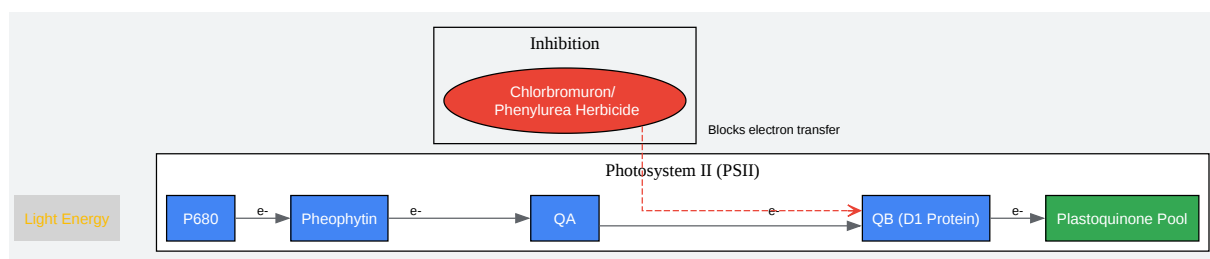 Inhibition
Chlorbromuron/
Phenylurea Herbicide
Blocks electron transfer
Photosystem II (PSII)
Light Energy
P680
e-
Pheophytin
e-
QA
e-
QB (D1 Protein)
e-
Plastoquinone Pool